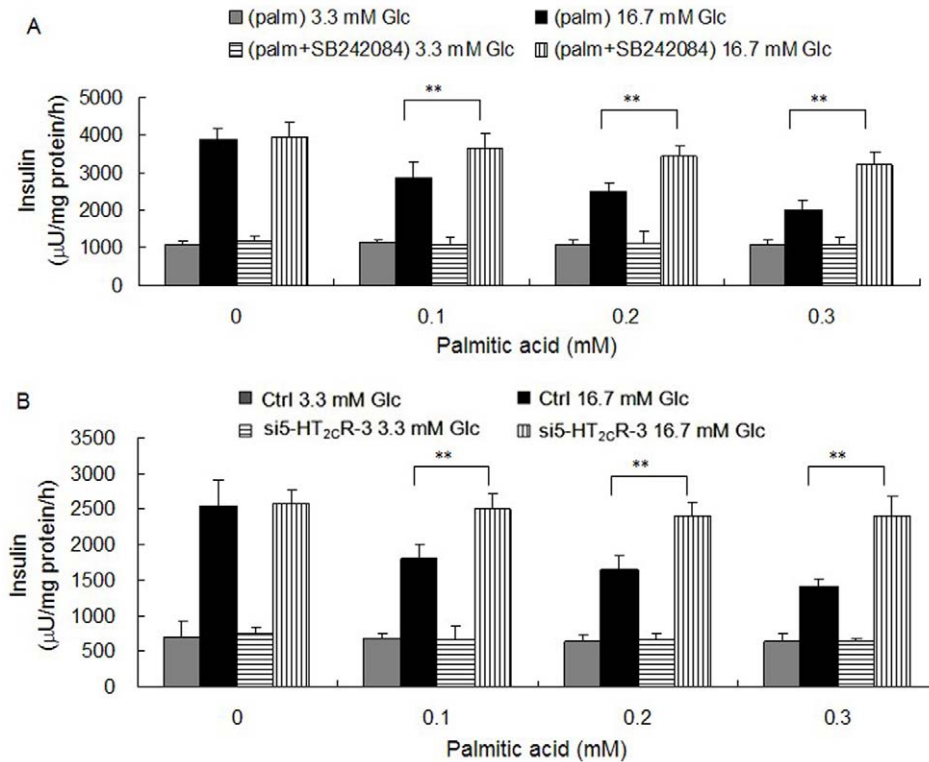 A
(palm) 3.3 mM Glc (palm) 16.7 mM Glc
(palm+SB242084) 3.3 mM Glc (palm+SB242084) 16.7 mM Glc
Insulin
(μU/mg protein/h)
5000
4000
3000
2000
1000
0
** ** **
0 0.1 0.2 0.3
Palmitic acid (mM)
B
Ctrl 3.3 mM Glc Ctrl 16.7 mM Glc
si5-HT2CR-3 3.3 mM Glc si5-HT2CR-3 16.7 mM Glc
Insulin
(μU/mg protein/h)
3500
3000
2500
2000
1500
1000
500
0
** ** **
0 0.1 0.2 0.3
Palmitic acid (mM)